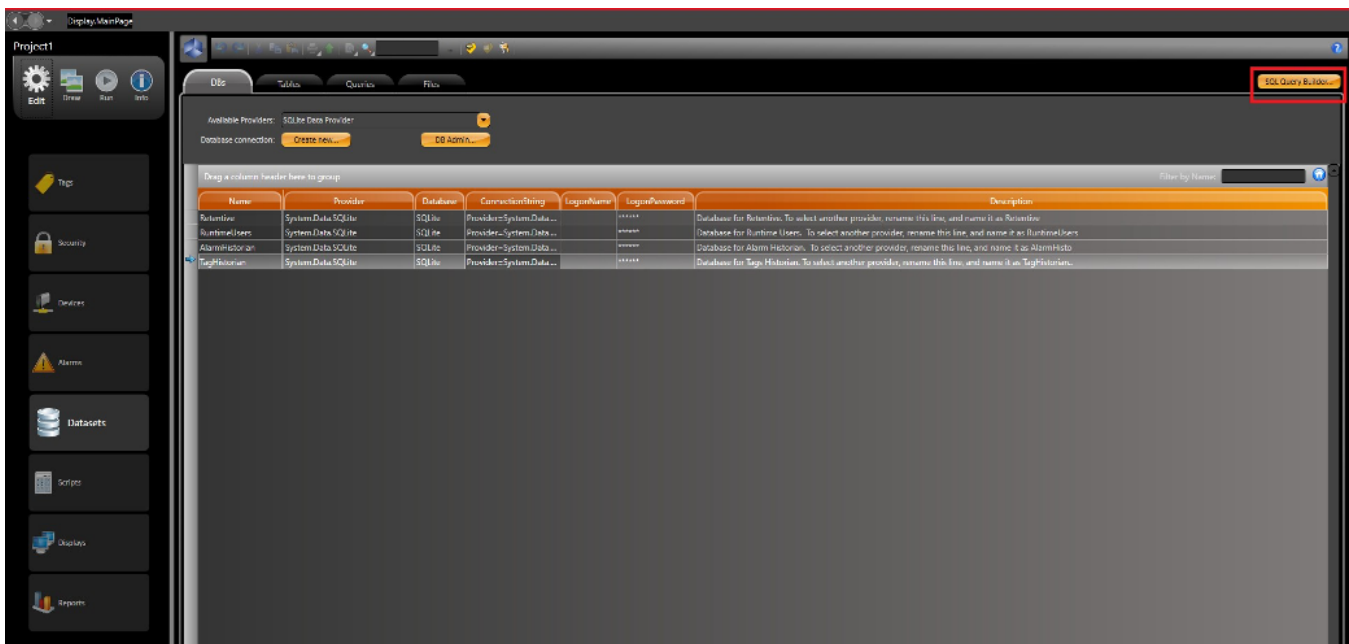 Display.MainPage
Project1
Edit Draw Run Info
DBs Tables Queries Files
SQL Query Builder...
Available Providers: SQLite Data Provider
Database connection: Create new... DB Admin...
Drag a column header here to group
Filter by Name:
Name Provider Database ConnectionString LogonName LogonPassword Description
Retentive System.Data.SQLite SQLite Provider=System.Data... ****** Database for Retentive. To select another provider, rename this line, and name it as Retentive
RuntimeUsers System.Data.SQLite SQLite Provider=System.Data... ****** Database for Runtime Users. To select another provider, rename this line, and name it as RuntimeUsers
AlarmHistorian System.Data.SQLite SQLite Provider=System.Data... ****** Database for Alarm Historian. To select another provider, rename this line, and name it as AlarmHisto
TagHistorian System.Data.SQLite SQLite Provider=System.Data... ****** Database for Tags Historian. To select another provider, rename this line, and name it as TagHistorian.
Tags
Security
Devices
Alarms
Datasets
Scripts
Displays
Reports